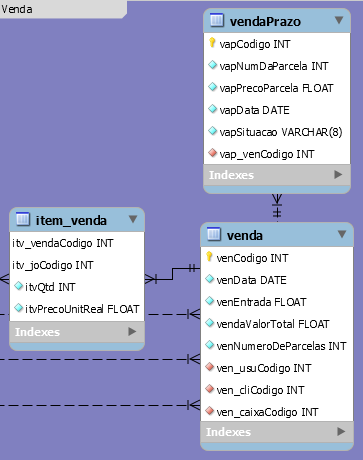 Venda
vendaPrazo
vapCodigo INT
vapNumDaParcela INT
vapPrecoParcela FLOAT
vapData DATE
vapSituacao VARCHAR(8)
vap_venCodigo INT
Indexes
item_venda
itv_vendaCodigo INT
itv_joCodigo INT
itvQtd INT
itvPrecoUnitReal FLOAT
Indexes
venda
venCodigo INT
venData DATE
venEntrada FLOAT
vendaValorTotal FLOAT
venNumeroDeParcelas INT
ven_usuCodigo INT
ven_cliCodigo INT
ven_caixaCodigo INT
Indexes